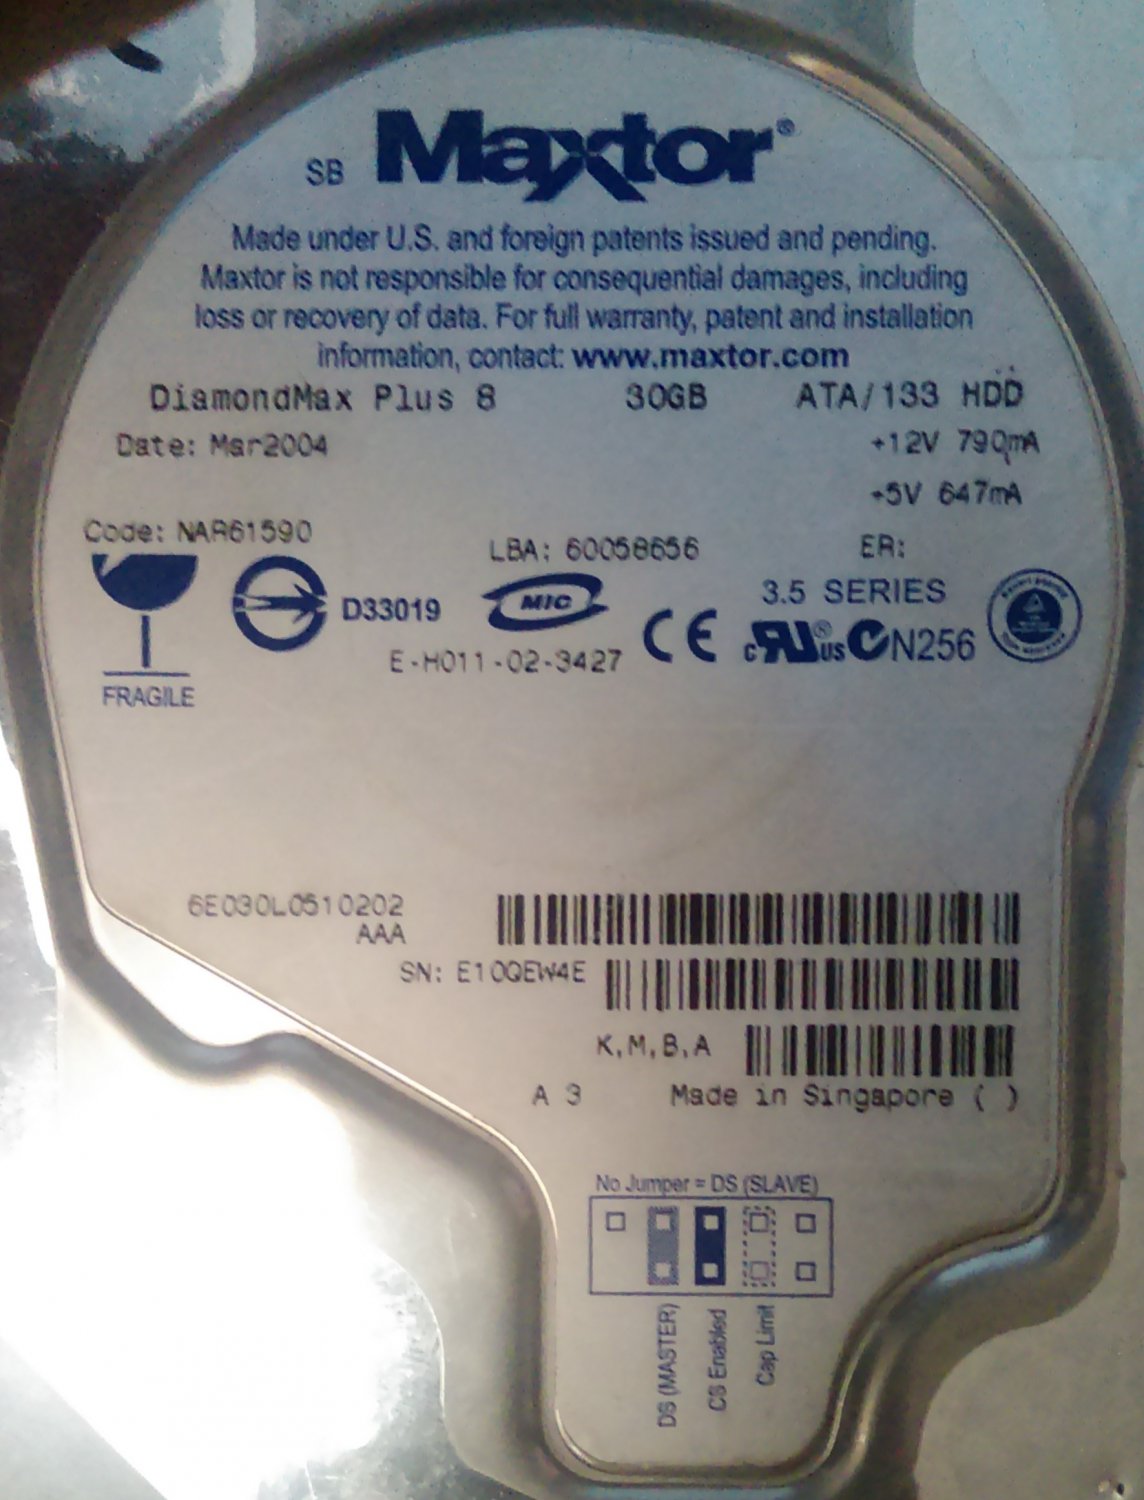 SB Maxtor®
Made under U.S. and foreign patents issued and pending.
Maxtor is not responsible for consequential damages, including
loss or recovery of data. For full warranty, patent and installation
information, contact: www.maxtor.com
DiamondMax Plus 8 30GB ATA/133 HDD
Date: Mar2004 +12V 790mA
+5V 647mA
Code: NAR61590
LBA: 60058656 ER:
3.5 SERIES
D33019 MIC CE c RU® us N256
E-H011-02-3427
FRAGILE
6E030L0510202
AAA
SN: E10QEW4E
K,M,B,A
A 3 Made in Singapore ( )
No Jumper = DS (SLAVE)
DS (MASTER)
CS Enabled
Cap Limit